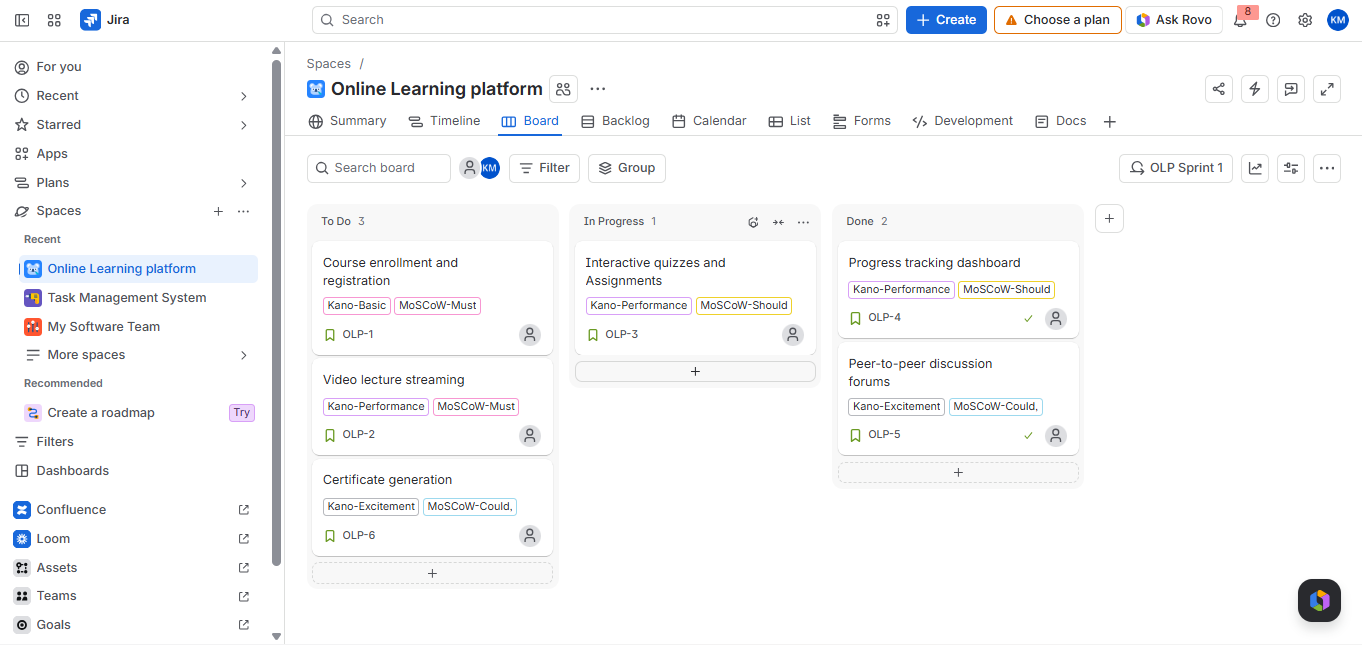 Jira
Search
Create
Choose a plan
Ask Rovo
8
KM
For you
Recent
Starred
Apps
Plans
Spaces
Recent
Online Learning platform
Task Management System
My Software Team
More spaces
Recommended
Create a roadmap
Try
Filters
Dashboards
Confluence
Loom
Assets
Teams
Goals
Spaces /
Online Learning platform
Summary
Timeline
Board
Backlog
Calendar
List
Forms
Development
Docs
Search board
KM
Filter
Group
OLP Sprint 1
To Do 3
Course enrollment and
registration
Kano-Basic MoSCoW-Must
OLP-1
Video lecture streaming
Kano-Performance MoSCoW-Must
OLP-2
Certificate generation
Kano-Excitement MoSCoW-Could,
OLP-6
In Progress 1
Interactive quizzes and
Assignments
Kano-Performance MoSCoW-Should
OLP-3
Done 2
Progress tracking dashboard
Kano-Performance MoSCoW-Should
OLP-4
Peer-to-peer discussion
forums
Kano-Excitement MoSCoW-Could,
OLP-5